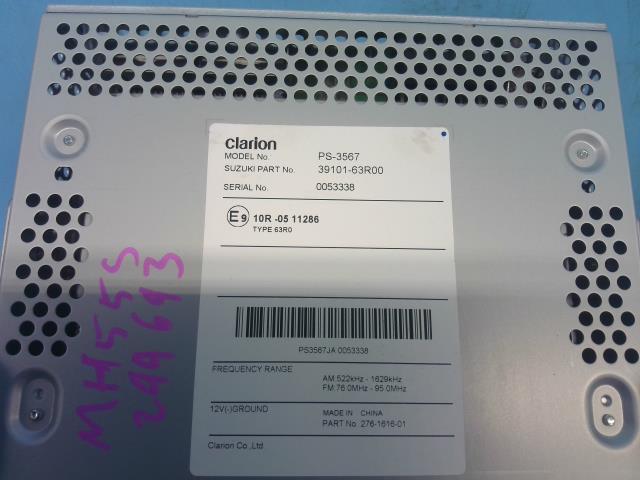 clarion
MODEL No. PS-3567
SUZUKI PART No. 39101-63R00
SERIAL No. 0053338
E9 10R -05 11286
TYPE 63R0
PS3567JA 0053338
FREQUENCY RANGE
AM 522kHz - 1629kHz
FM 76.0MHz - 95.0MHz
12V(-)GROUND
MADE IN CHINA
PART No. 276-1616-01
Clarion Co.,Ltd.
MH55S
299693